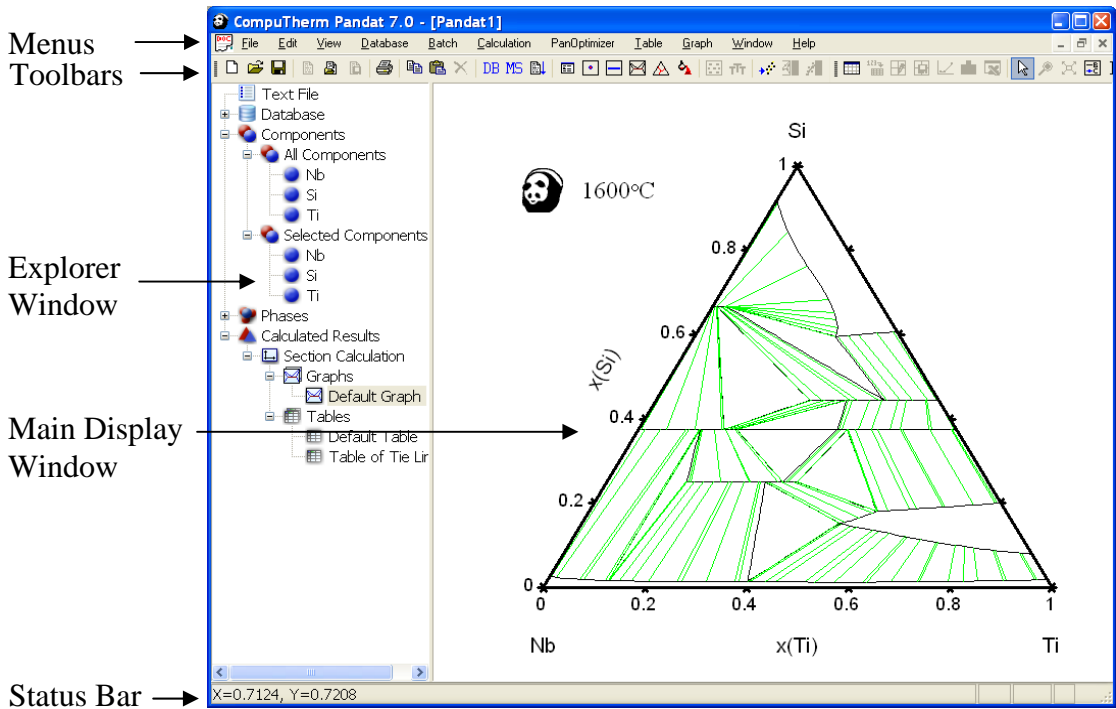 CompuTherm Pandat 7.0 - [Pandat1]
Menus
File Edit View Database Batch Calculation PanOptimizer Table Graph Window Help
Toolbars
DB MS
Text File
Database
Components
All Components
Nb
Si
Ti
Selected Components
Nb
Si
Ti
Explorer
Window
Phases
Calculated Results
Section Calculation
Graphs
Default Graph
Tables
Default Table
Table of Tie Lir
Main Display
Window
1600°C
Si
1
0.8
0.6
x(Si)
0.4
0.2
0
0 0.2 0.4 0.6 0.8 1
Nb x(Ti) Ti
Status Bar
X=0.7124, Y=0.7208